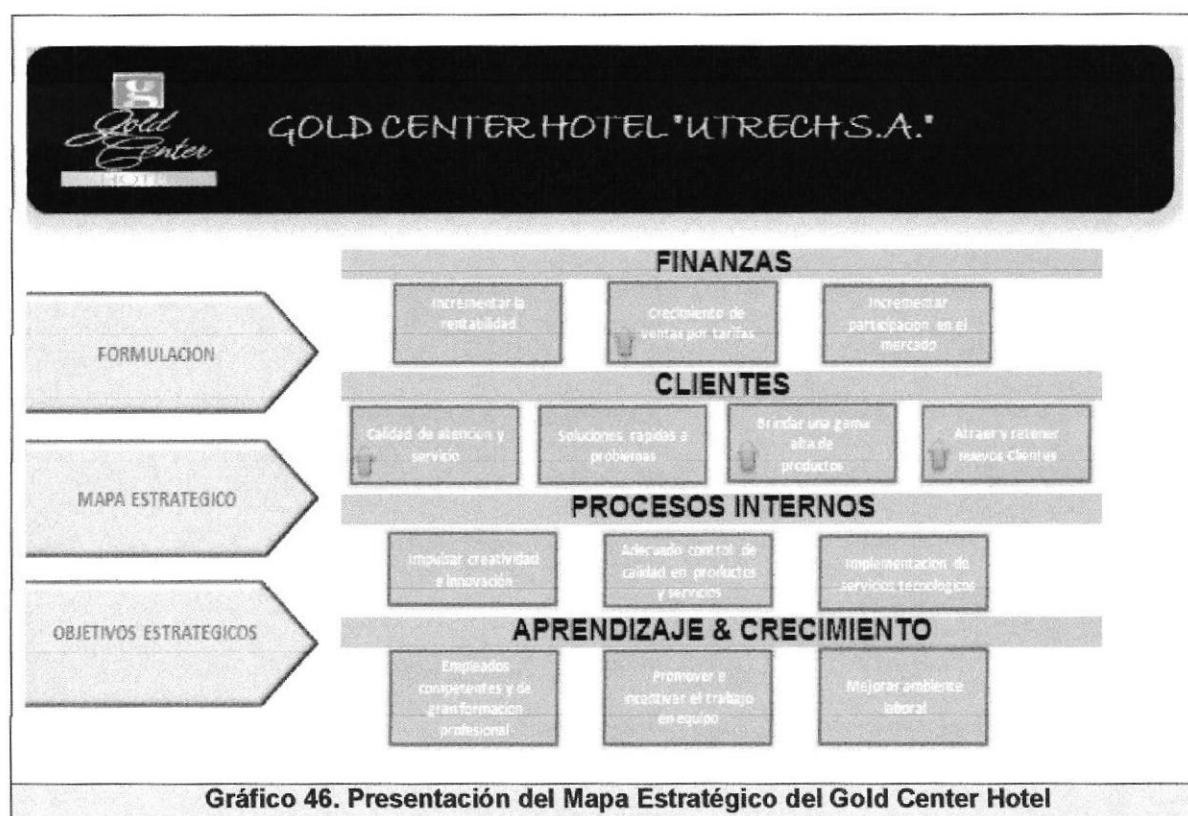 g
Gold
Center
HOTEL
GOLD CENTER HOTEL "UTRECH S.A."
FORMULACION
MAPA ESTRATEGICO
OBJETIVOS ESTRATEGICOS
FINANZAS
Incrementar la
rentabilidad
Crecimiento de
ventas por tarifas
Incrementar
participacion en el
mercado
CLIENTES
Calidad de atencion y
servicio
Soluciones rapidas a
problemas
Brindar una gama
alta de
productos
Atraer y retener
nuevos Clientes
PROCESOS INTERNOS
Impulsar creatividad
e innovación
Adecuado control de
calidad en productos
y servicios
Implementacion de
servicios tecnologicos
APRENDIZAJE & CRECIMIENTO
Empleados
competentes y de
gran formacion
profesional
Promover e
incentivar el trabajo
en equipo
Mejorar ambiente
laboral
Gráfico 46. Presentación del Mapa Estratégico del Gold Center Hotel